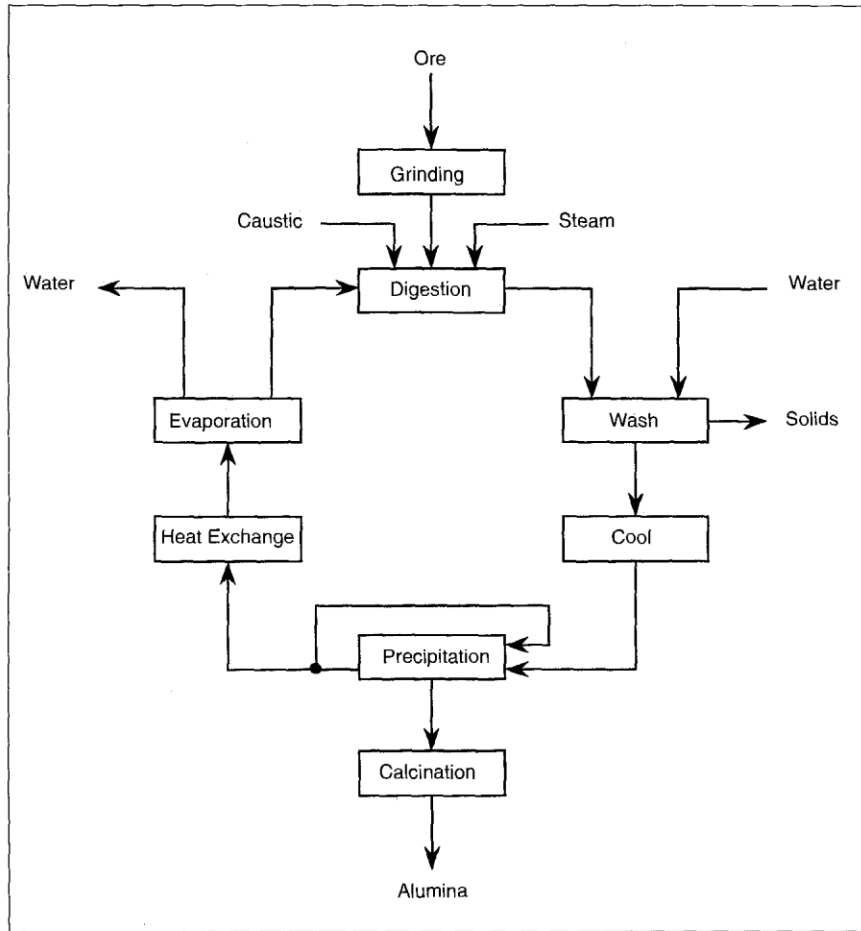 Ore
Grinding
Caustic
Steam
Water
Digestion
Water
Evaporation
Wash
Solids
Heat Exchange
Cool
Precipitation
Calcination
Alumina